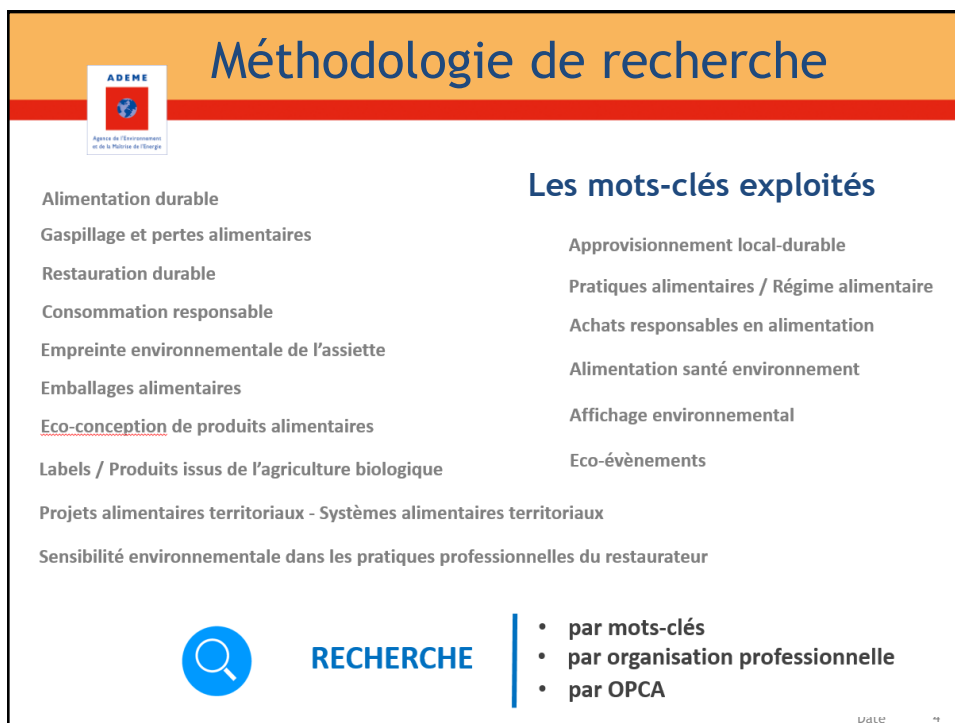 Méthodologie de recherche
ADEME
Agence de l'Environnement
et de la Maîtrise de l'Energie
Les mots-clés exploités
Alimentation durable
Gaspillage et pertes alimentaires
Restauration durable
Consommation responsable
Empreinte environnementale de l'assiette
Emballages alimentaires
Eco-conception de produits alimentaires
Labels / Produits issus de l'agriculture biologique
Projets alimentaires territoriaux - Systèmes alimentaires territoriaux
Sensibilité environnementale dans les pratiques professionnelles du restaurateur
Approvisionnement local-durable
Pratiques alimentaires / Régime alimentaire
Achats responsables en alimentation
Alimentation santé environnement
Affichage environnemental
Eco-évènements
RECHERCHE
• par mots-clés
• par organisation professionnelle
• par OPCA
Date 4